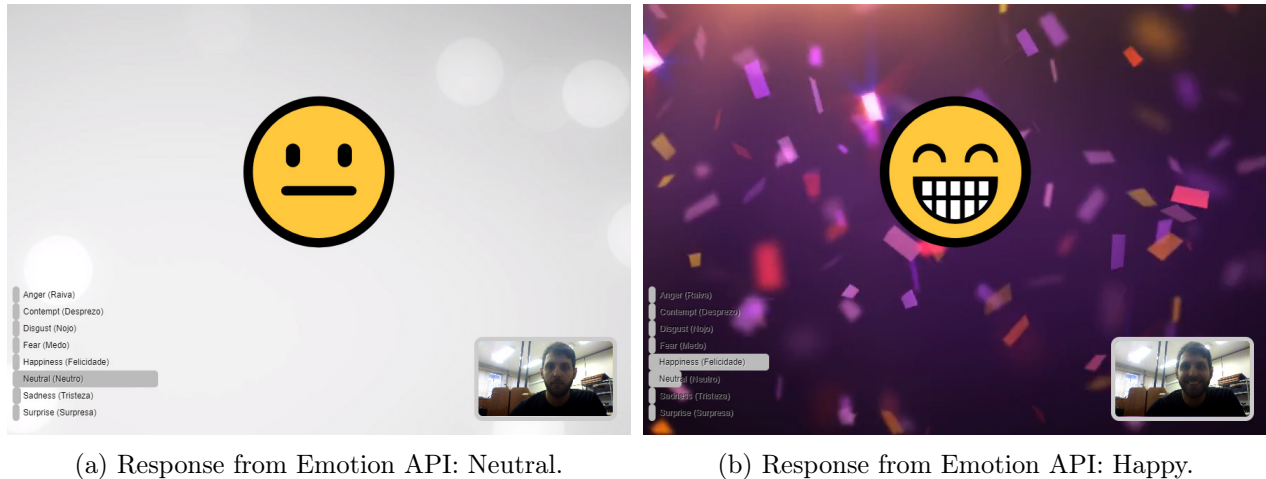 Anger (Raiva)
Contempt (Desprezo)
Disgust (Nojo)
Fear (Medo)
Happiness (Felicidade)
Neutral (Neutro)
Sadness (Tristeza)
Surprise (Surpresa)
Anger (Raiva)
Contempt (Desprezo)
Disgust (Nojo)
Fear (Medo)
Happiness (Felicidade)
Neutral (Neutro)
Sadness (Tristeza)
Surprise (Surpresa)
(a) Response from Emotion API: Neutral.
(b) Response from Emotion API: Happy.